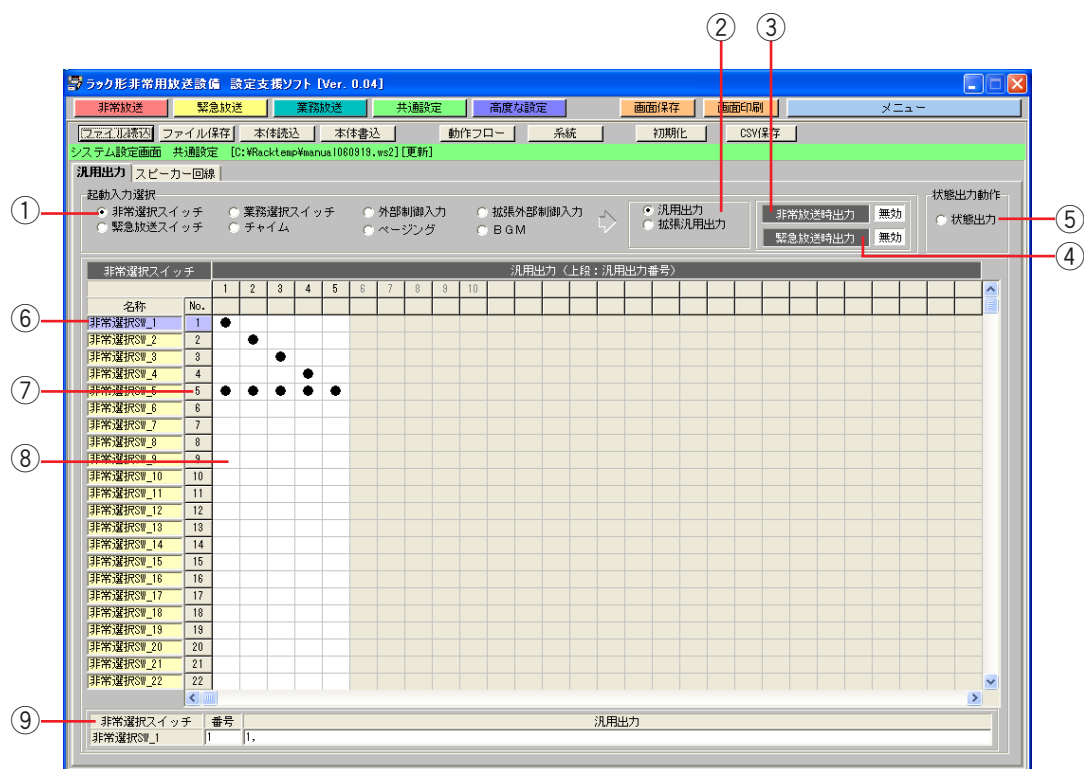 ② ③
ラック形非常用放送設備 設定支援ソフト [Ver. 0.04]
非常放送 緊急放送 業務放送 共通設定 高度な設定 画面保存 画面印刷 メニュー
ファイル読込 ファイル保存 本体読込 本体書込 動作フロー 系統 初期化 CSV保存
システム設定画面 共通設定 [C:¥Racktemp¥manual060919.ws2][更新]
汎用出力 スピーカー回線
起動入力選択 状態出力動作
① 非常選択スイッチ 業務選択スイッチ 外部制御入力 拡張外部制御入力 汎用出力 非常放送時出力 無効 状態出力 ⑤
緊急放送スイッチ チャイム ページング BGM 拡張汎用出力 緊急放送時出力 無効 ④
非常選択スイッチ 汎用出力（上段：汎用出力番号）
1 2 3 4 5 6 7 8 9 10
名称 No.
⑥ 非常選択SW_1 1 ●
非常選択SW_2 2 ●
非常選択SW_3 3 ●
非常選択SW_4 4 ●
⑦ 非常選択SW_5 5 ● ● ● ● ●
非常選択SW_6 6
非常選択SW_7 7
非常選択SW_8 8
⑧ 非常選択SW_9 9
非常選択SW_10 10
非常選択SW_11 11
非常選択SW_12 12
非常選択SW_13 13
非常選択SW_14 14
非常選択SW_15 15
非常選択SW_16 16
非常選択SW_17 17
非常選択SW_18 18
非常選択SW_19 19
非常選択SW_20 20
非常選択SW_21 21
非常選択SW_22 22
⑨ 非常選択スイッチ 番号 汎用出力
非常選択SW_1 1 1,